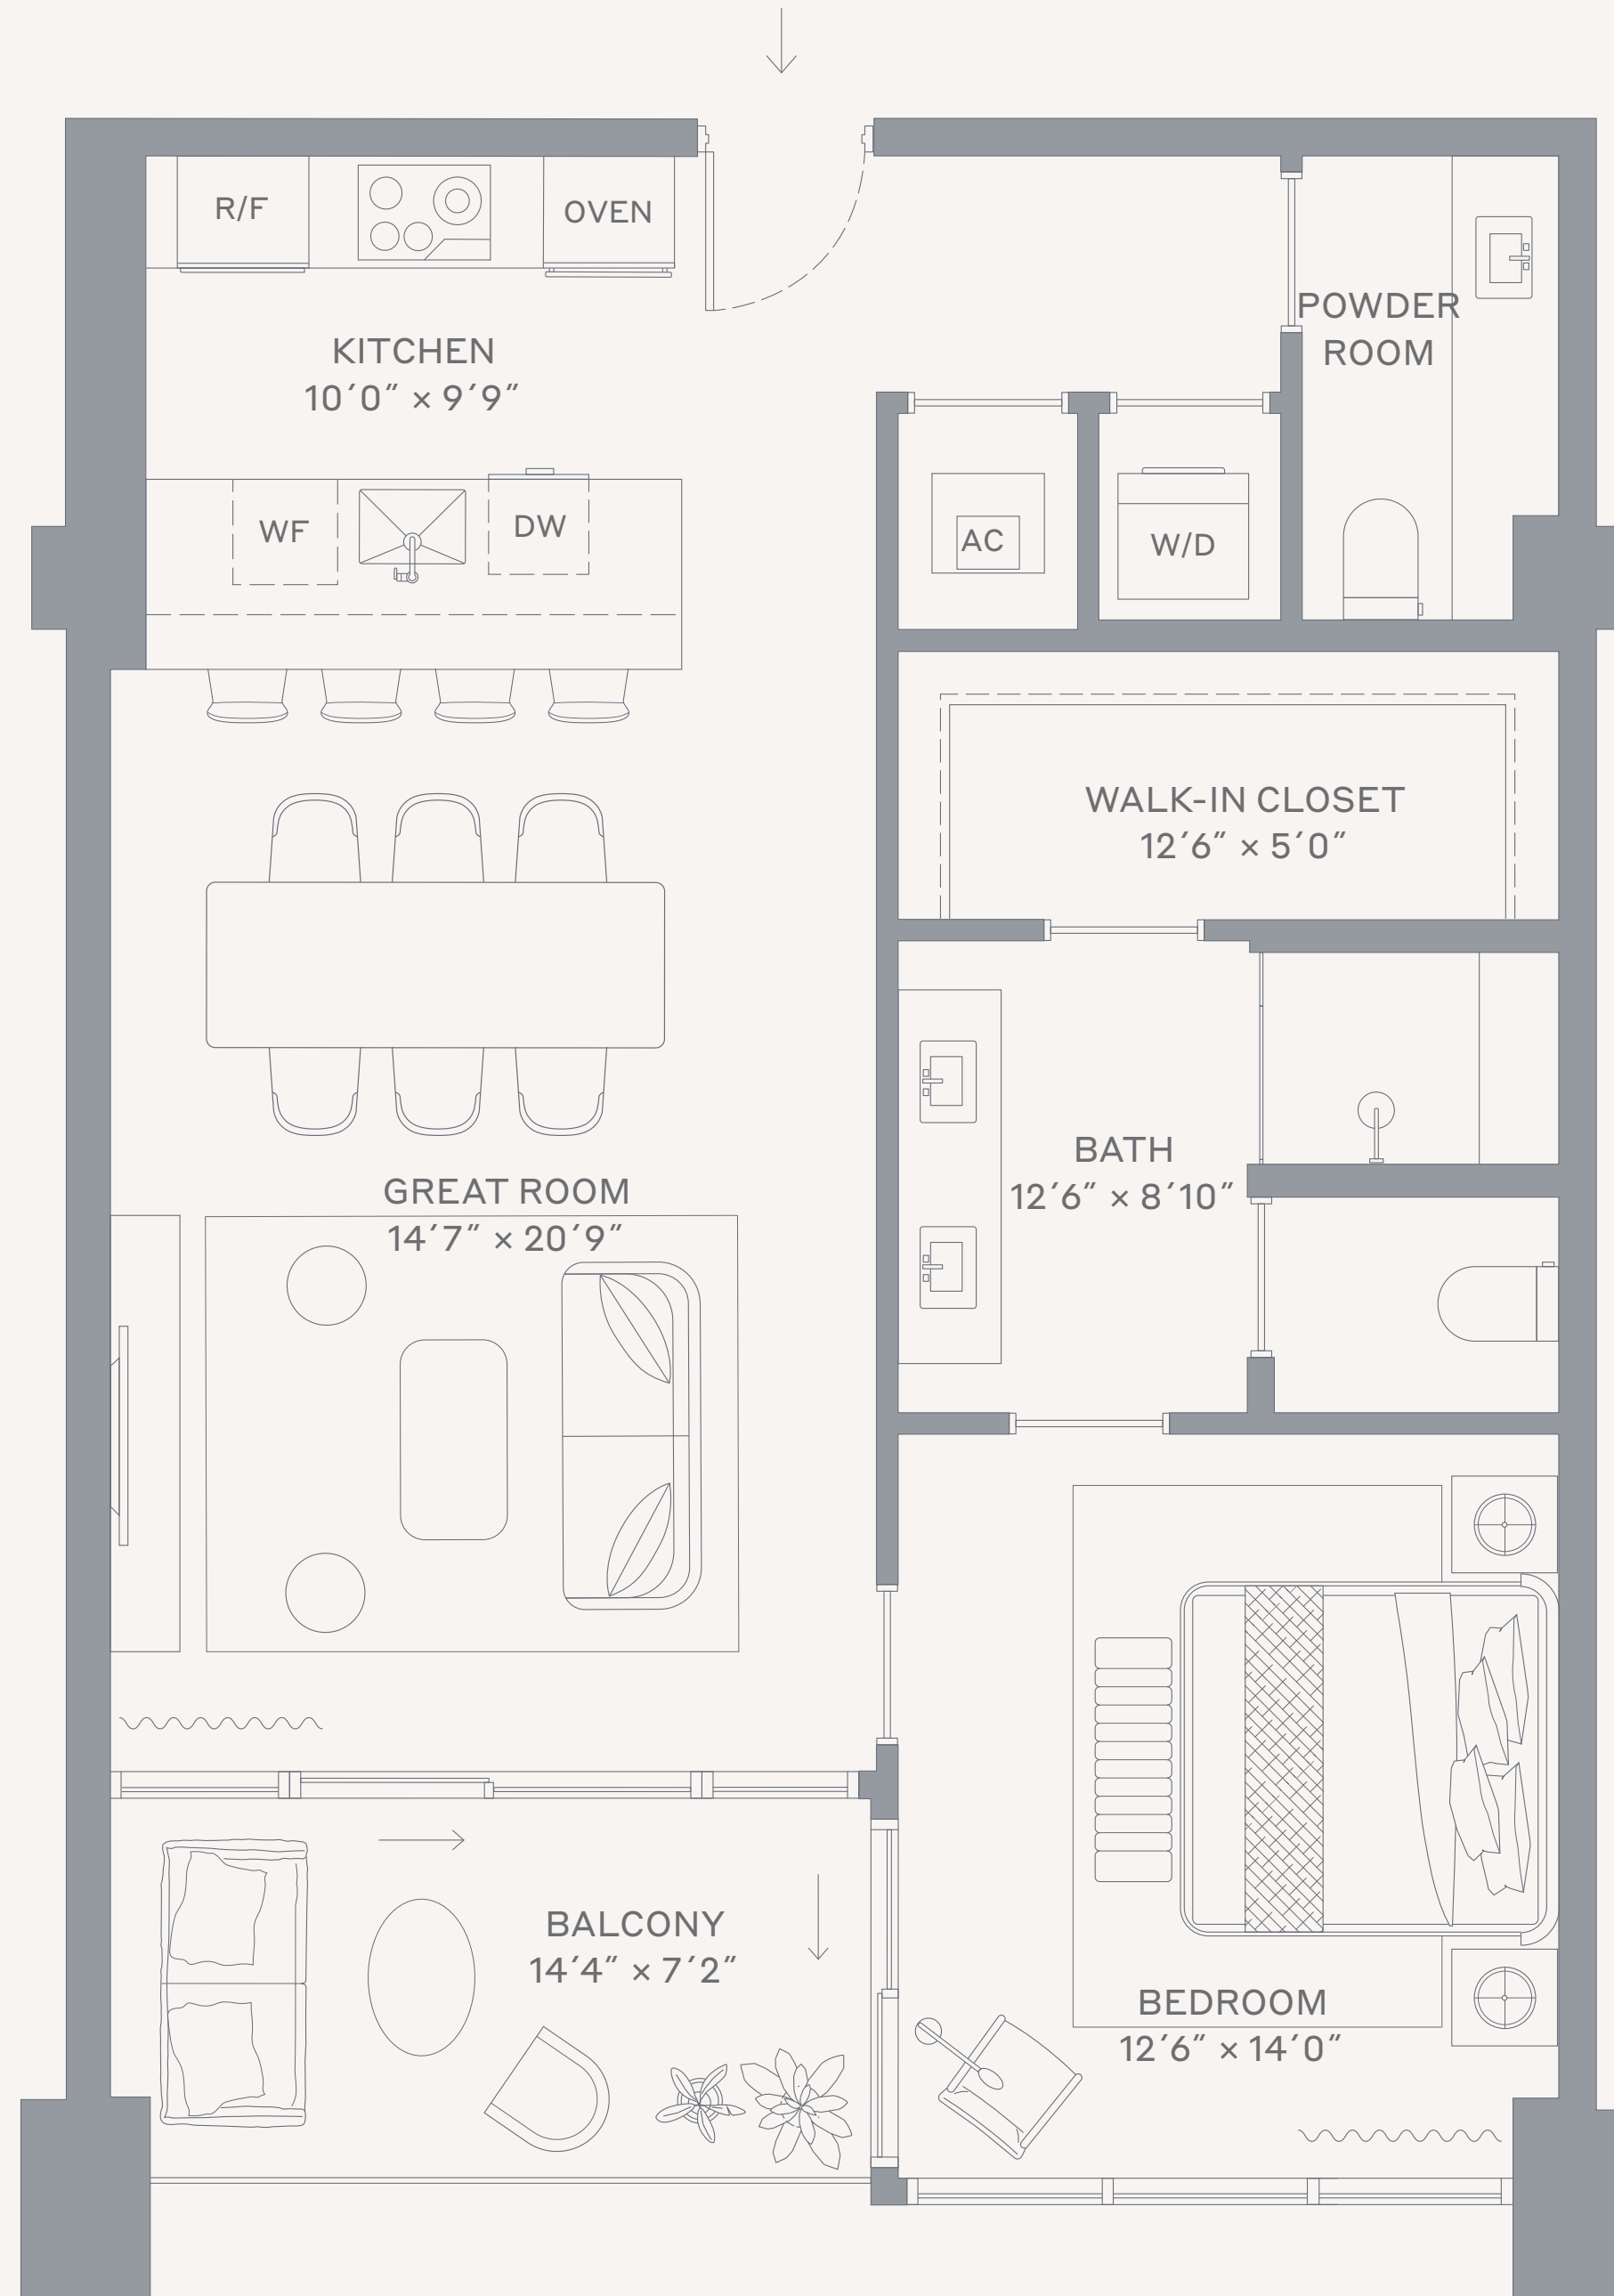 R/F
OVEN
POWDER
ROOM
KITCHEN
10′0″ × 9′9″
WF
DW
AC
W/D
WALK-IN CLOSET
12′6″ × 5′0″
BATH
12′6″ × 8′10″
GREAT ROOM
14′7″ × 20′9″
BALCONY
14′4″ × 7′2″
BEDROOM
12′6″ × 14′0″